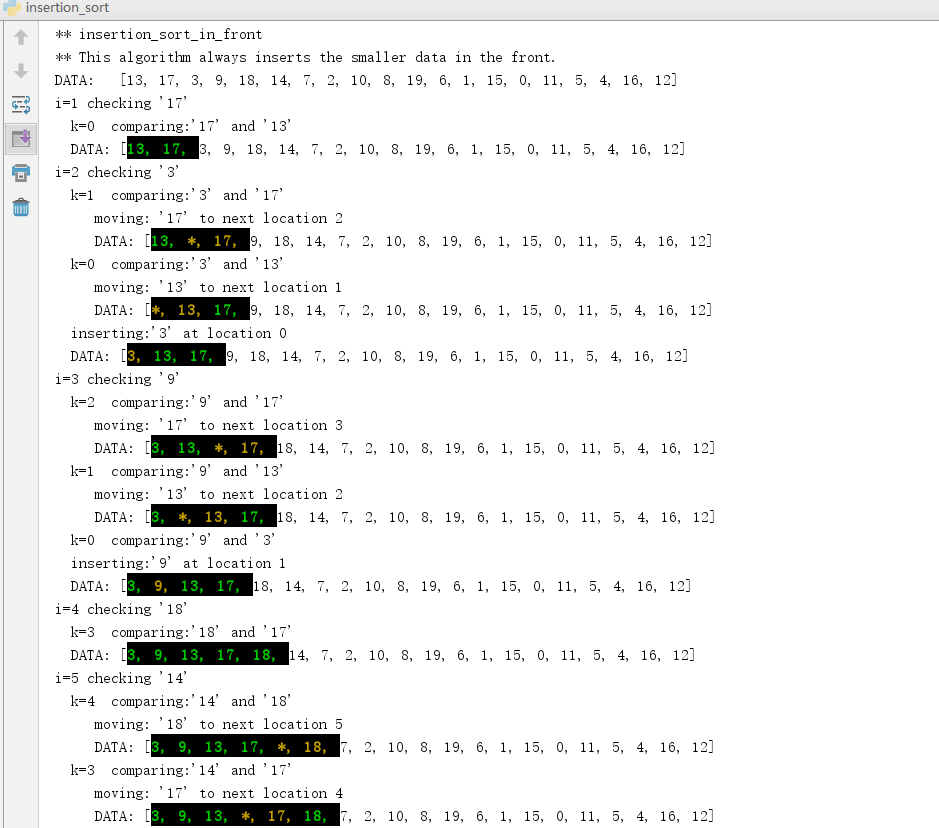 insertion_sort
** insertion_sort_in_front
** This algorithm always inserts the smaller data in the front.
DATA:   [13, 17, 3, 9, 18, 14, 7, 2, 10, 8, 19, 6, 1, 15, 0, 11, 5, 4, 16, 12]
i=1 checking '17'
  k=0  comparing:'17' and '13'
  DATA: [13, 17, 3, 9, 18, 14, 7, 2, 10, 8, 19, 6, 1, 15, 0, 11, 5, 4, 16, 12]
i=2 checking '3'
  k=1  comparing:'3' and '17'
     moving: '17' to next location 2
     DATA: [13, *, 17, 9, 18, 14, 7, 2, 10, 8, 19, 6, 1, 15, 0, 11, 5, 4, 16, 12]
  k=0  comparing:'3' and '13'
     moving: '13' to next location 1
     DATA: [*, 13, 17, 9, 18, 14, 7, 2, 10, 8, 19, 6, 1, 15, 0, 11, 5, 4, 16, 12]
  inserting:'3' at location 0
  DATA: [3, 13, 17, 9, 18, 14, 7, 2, 10, 8, 19, 6, 1, 15, 0, 11, 5, 4, 16, 12]
i=3 checking '9'
  k=2  comparing:'9' and '17'
     moving: '17' to next location 3
     DATA: [3, 13, *, 17, 18, 14, 7, 2, 10, 8, 19, 6, 1, 15, 0, 11, 5, 4, 16, 12]
  k=1  comparing:'9' and '13'
     moving: '13' to next location 2
     DATA: [3, *, 13, 17, 18, 14, 7, 2, 10, 8, 19, 6, 1, 15, 0, 11, 5, 4, 16, 12]
  k=0  comparing:'9' and '3'
  inserting:'9' at location 1
  DATA: [3, 9, 13, 17, 18, 14, 7, 2, 10, 8, 19, 6, 1, 15, 0, 11, 5, 4, 16, 12]
i=4 checking '18'
  k=3  comparing:'18' and '17'
  DATA: [3, 9, 13, 17, 18, 14, 7, 2, 10, 8, 19, 6, 1, 15, 0, 11, 5, 4, 16, 12]
i=5 checking '14'
  k=4  comparing:'14' and '18'
     moving: '18' to next location 5
     DATA: [3, 9, 13, 17, *, 18, 7, 2, 10, 8, 19, 6, 1, 15, 0, 11, 5, 4, 16, 12]
  k=3  comparing:'14' and '17'
     moving: '17' to next location 4
     DATA: [3, 9, 13, *, 17, 18, 7, 2, 10, 8, 19, 6, 1, 15, 0, 11, 5, 4, 16, 12]